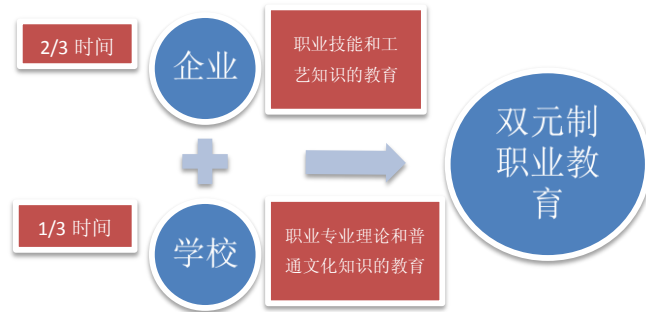 2/3 时间
企业
职业技能和工
艺知识的教育
双元制
职业教
育
1/3 时间
学校
职业专业理论和普
通文化知识的教育